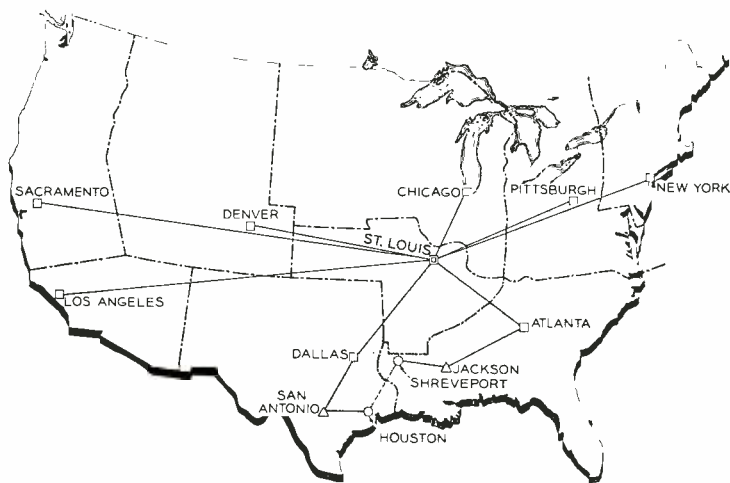 SACRAMENTO
CHICAGO
PITTSBURGH
NEW YORK
DENVER
ST. LOUIS
LOS ANGELES
ATLANTA
DALLAS
JACKSON
SHREVEPORT
SAN
ANTONIO
HOUSTON